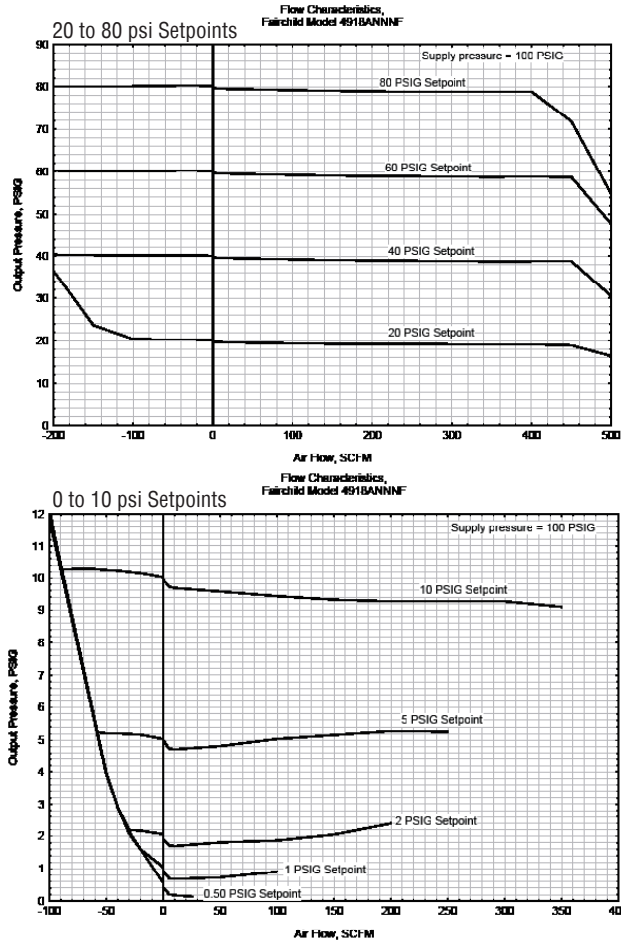 Flow Characteristics,
Fairchild Model 4918ANNNF
20 to 80 psi Setpoints
Supply pressure = 100 PSIG
80 PSIG Setpoint
60 PSIG Setpoint
40 PSIG Setpoint
20 PSIG Setpoint
Output Pressure, PSIG
90
80
70
60
50
40
30
20
10
0
-200 -100 0 100 200 300 400 500
Air Flow, SCFM
Flow Characteristics,
Fairchild Model 4918ANNNF
0 to 10 psi Setpoints
Supply pressure = 100 PSIG
10 PSIG Setpoint
5 PSIG Setpoint
2 PSIG Setpoint
1 PSIG Setpoint
0.50 PSIG Setpoint
Output Pressure, PSIG
12
11
10
9
8
7
6
5
4
3
2
1
0
-100 -50 0 50 100 150 200 250 300 350 400
Air Flow, SCFM